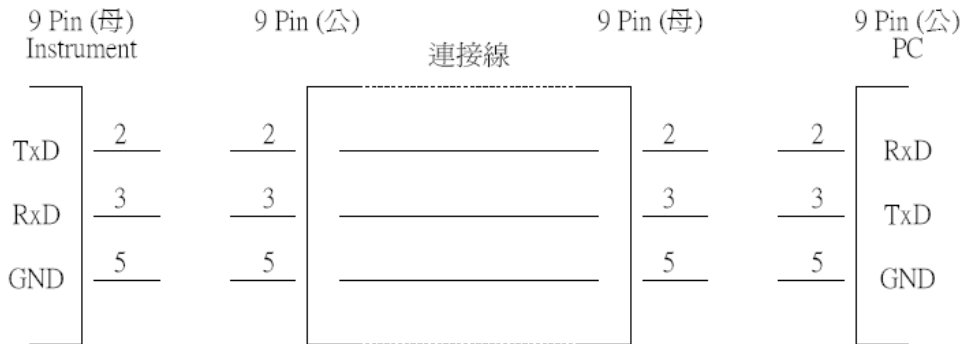 9 Pin (母) 9 Pin (公) 9 Pin (母) 9 Pin (公)
Instrument 連接線 PC
TxD 2 2 2 2 RxD
RxD 3 3 3 3 TxD
GND 5 5 5 5 GND